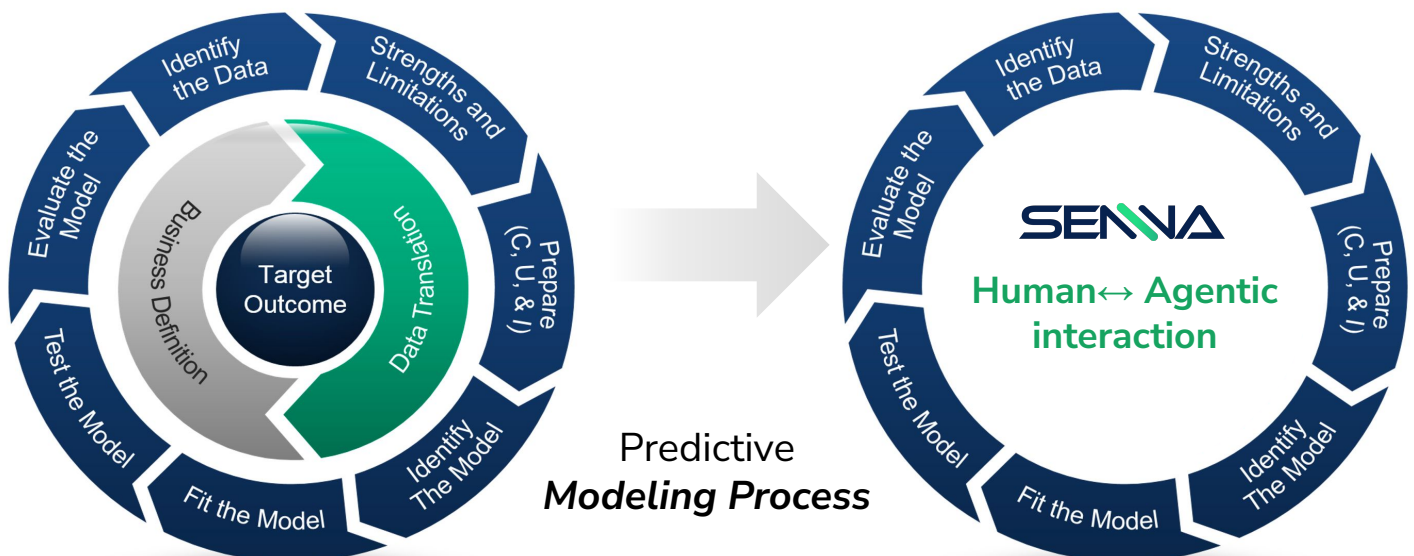 Identify
the Data
Strengths and
Limitations
Prepare
(C, U, & I)
Identify
The Model
Fit the Model
Test the Model
Evaluate the
Model
Business Definition
Data Translation
Target
Outcome
Predictive
Modeling Process
Identify
the Data
Strengths and
Limitations
Prepare
(C, U, & I)
Identify
The Model
Fit the Model
Test the Model
Evaluate the
Model
SENNA
Human↔ Agentic
interaction